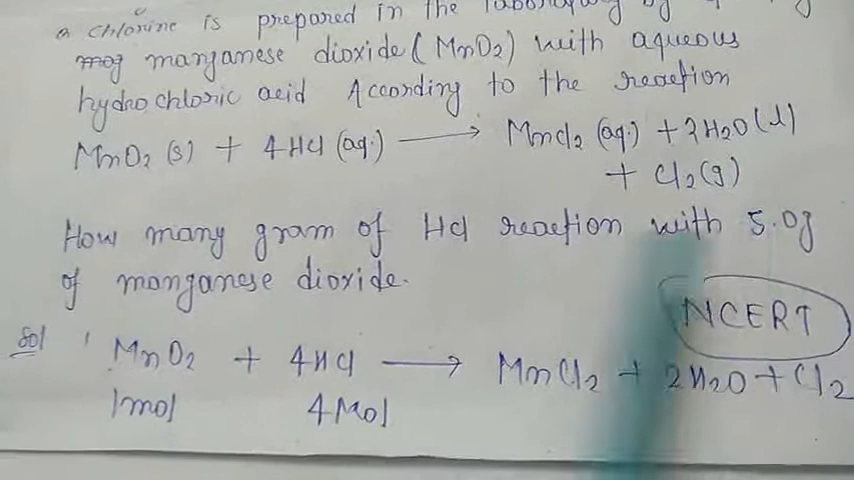 a chlorine is prepared in the laboratory by
manganese dioxide (MnO2) with aqueous
hydrochloric acid According to the reaction
MnO2 (s) + 4HCl (aq.) ⟶ MnCl2 (aq.) + 2H2O(l)
+ Cl2(g)
How many gram of HCl reaction with 5.0g
of manganese dioxide.
NCERT
Sol
MnO2 + 4HCl ⟶ MnCl2 + 2H2O + Cl2
1mol 4Mol